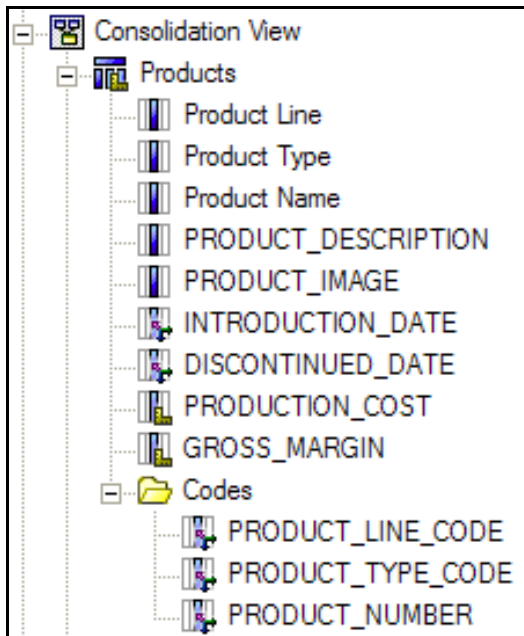 Consolidation View
Products
Product Line
Product Type
Product Name
PRODUCT_DESCRIPTION
PRODUCT_IMAGE
INTRODUCTION_DATE
DISCONTINUED_DATE
PRODUCTION_COST
GROSS_MARGIN
Codes
PRODUCT_LINE_CODE
PRODUCT_TYPE_CODE
PRODUCT_NUMBER